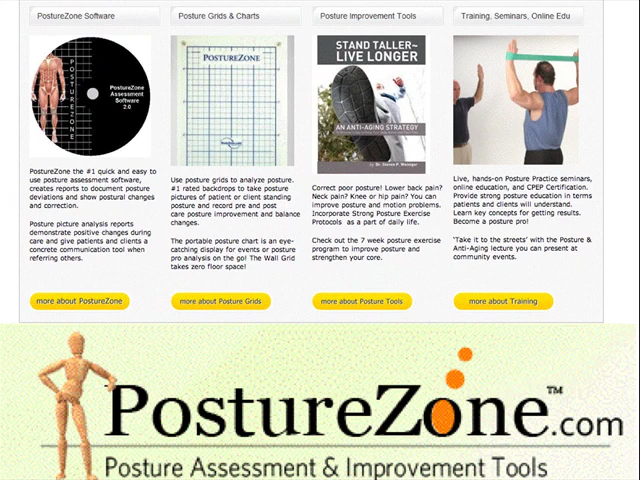 PostureZone Software
Posture Grids & Charts
Posture Improvement Tools
Training, Seminars, Online Edu
POSTUREZONE
PostureZone
Assessment
Software
2.0
POSTUREZONE
STAND TALLER~
LIVE LONGER
AN ANTI-AGING STRATEGY
by Dr. Steven P. Weiniger
PostureZone the #1 quick and easy to
use posture assessment software,
creates reports to document posture
deviations and show postural changes
and correction.
Posture picture analysis reports
demonstrate positive changes during
care and give patients and clients a
concrete communication tool when
referring others.
Use posture grids to analyze posture.
#1 rated backdrops to take posture
pictures of patient or client standing
posture and record pre and post
care posture improvement and balance
changes.
The portable posture chart is an eye-
catching display for events or posture
pro analysis on the go! The Wall Grid
takes zero floor space!
Correct poor posture! Lower back pain?
Neck pain? Knee or hip pain? You can
improve posture and motion problems.
Incorporate Strong Posture Exercise
Protocols as a part of daily life.
Check out the 7 week posture exercise
program to improve posture and
strengthen your core.
Live, hands-on Posture Practice seminars,
online education, and CPEP Certification.
Provide strong posture education in terms
patients and clients will understand.
Learn key concepts for getting results.
Become a posture pro!
'Take it to the streets' with the Posture &
Anti-Aging lecture you can present at
community events.
more about PostureZone
more about Posture Grids
more about Posture Tools
more about Training
PostureZone.com
™
Posture Assessment & Improvement Tools